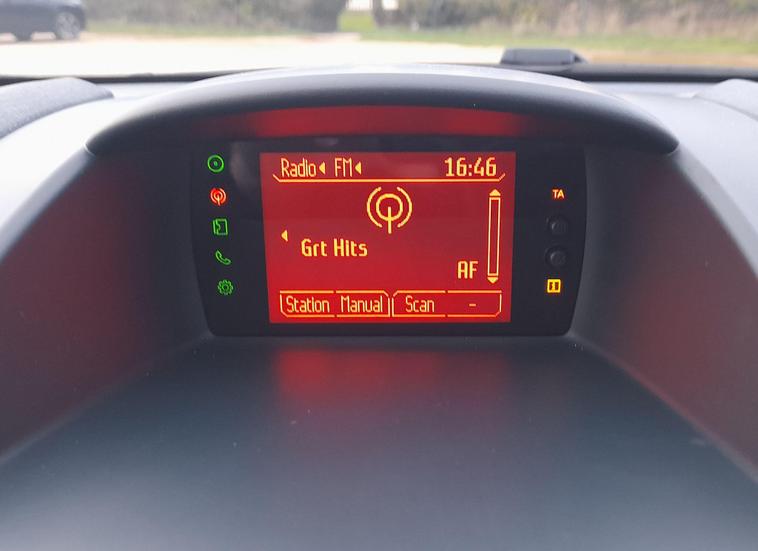 Radio FM 16:46
TA
Grt Hits
AF
Station Manual Scan -